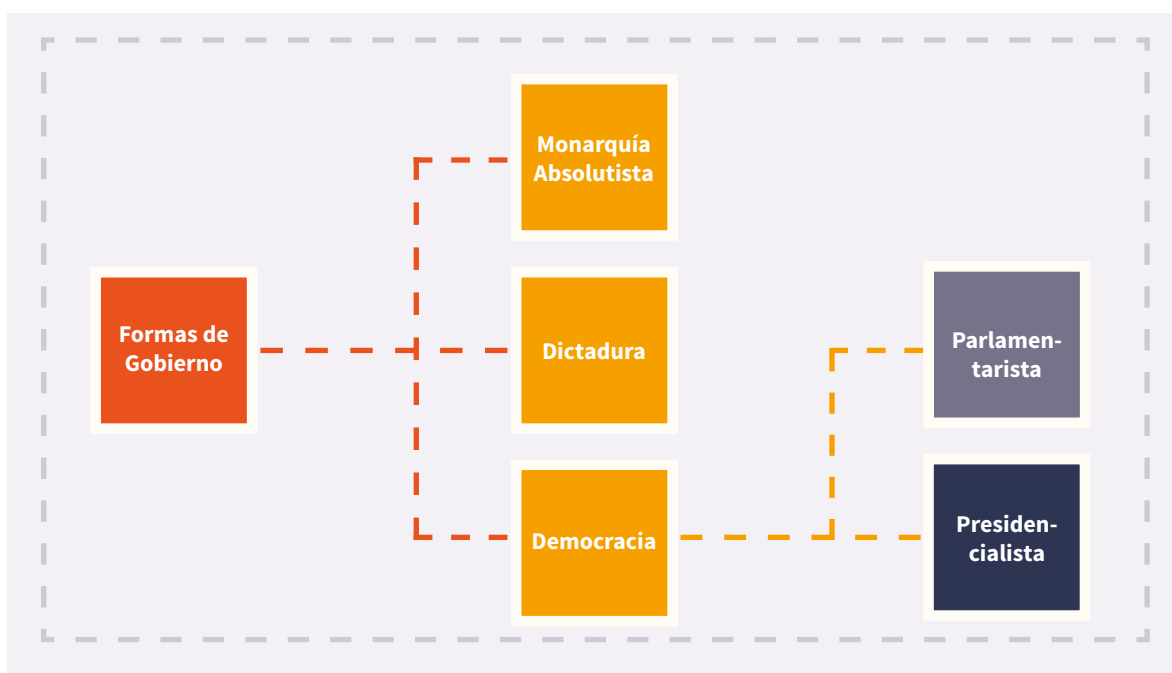 Formas de
Gobierno
Monarquía
Absolutista
Dictadura
Democracia
Parlamen-
tarista
Presiden-
cialista